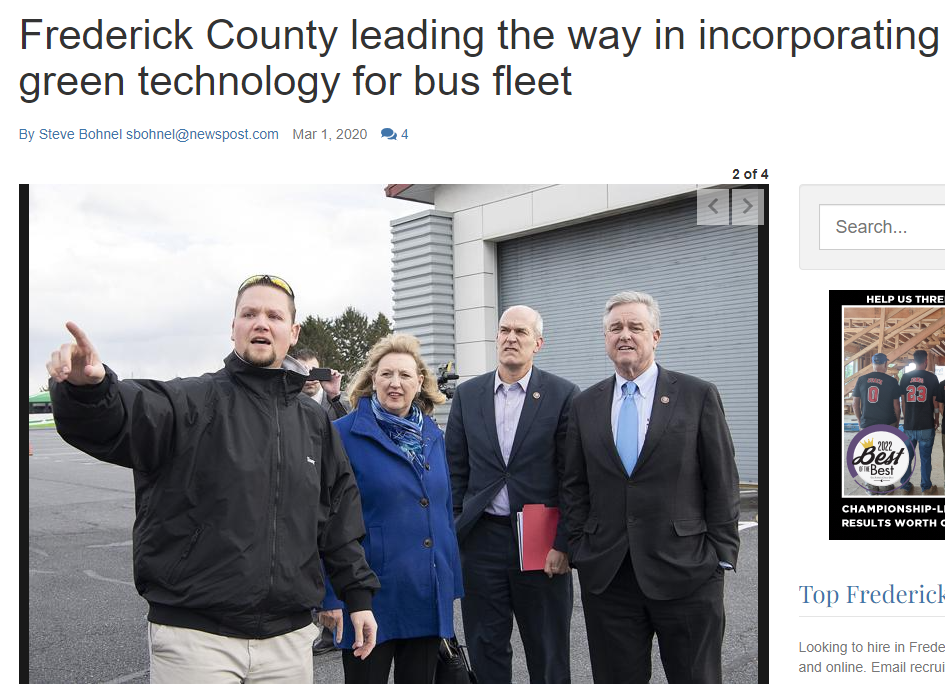 Frederick County leading the way in incorporating
green technology for bus fleet
By Steve Bohnel sbohnel@newspost.com Mar 1, 2020 4
2 of 4
Search...
HELP US THRE
0 23
2022
Best
OF THE
Best
CHAMPIONSHIP-L
RESULTS WORTH
Top Frederick
Looking to hire in Frede
and online. Email recrui